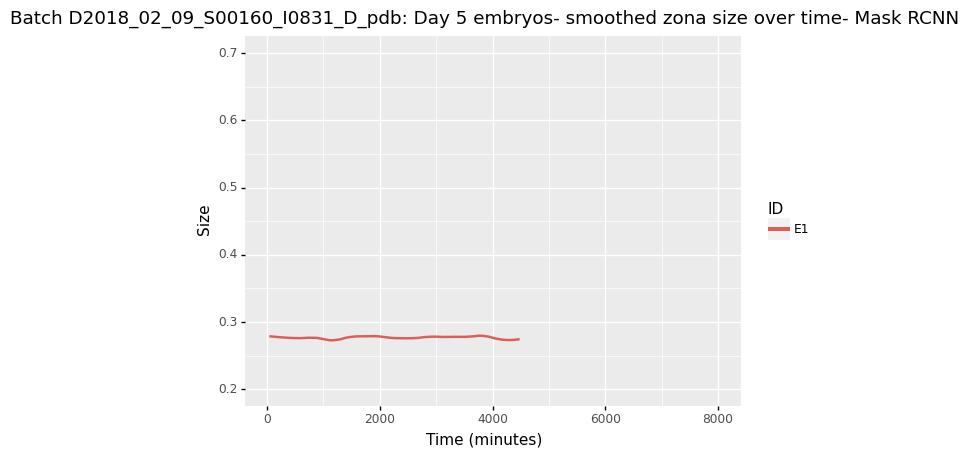 Batch D2018_02_09_S00160_I0831_D_pdb: Day 5 embryos- smoothed zona size over time- Mask RCNN
0.7
0.6
0.5
0.4
0.3
0.2
Size
0 2000 4000 6000 8000
Time (minutes)
ID
E1